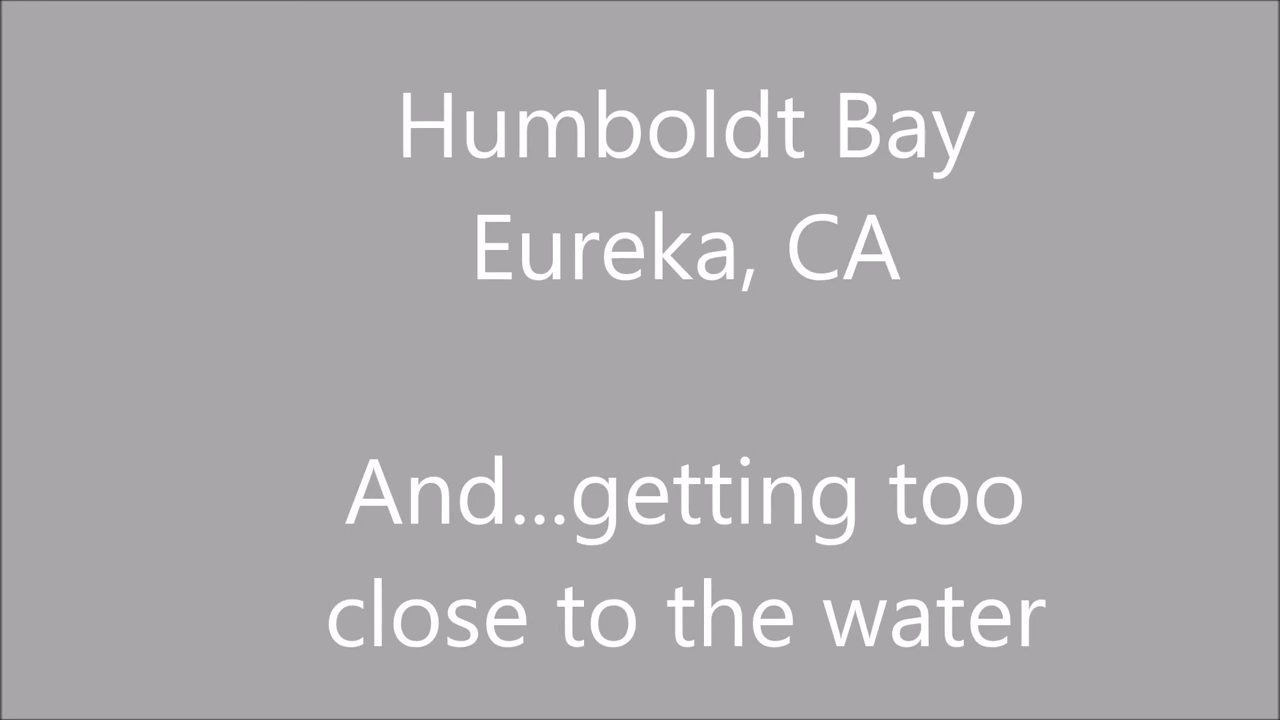 Humboldt Bay
Eureka, CA
And...getting too
close to the water